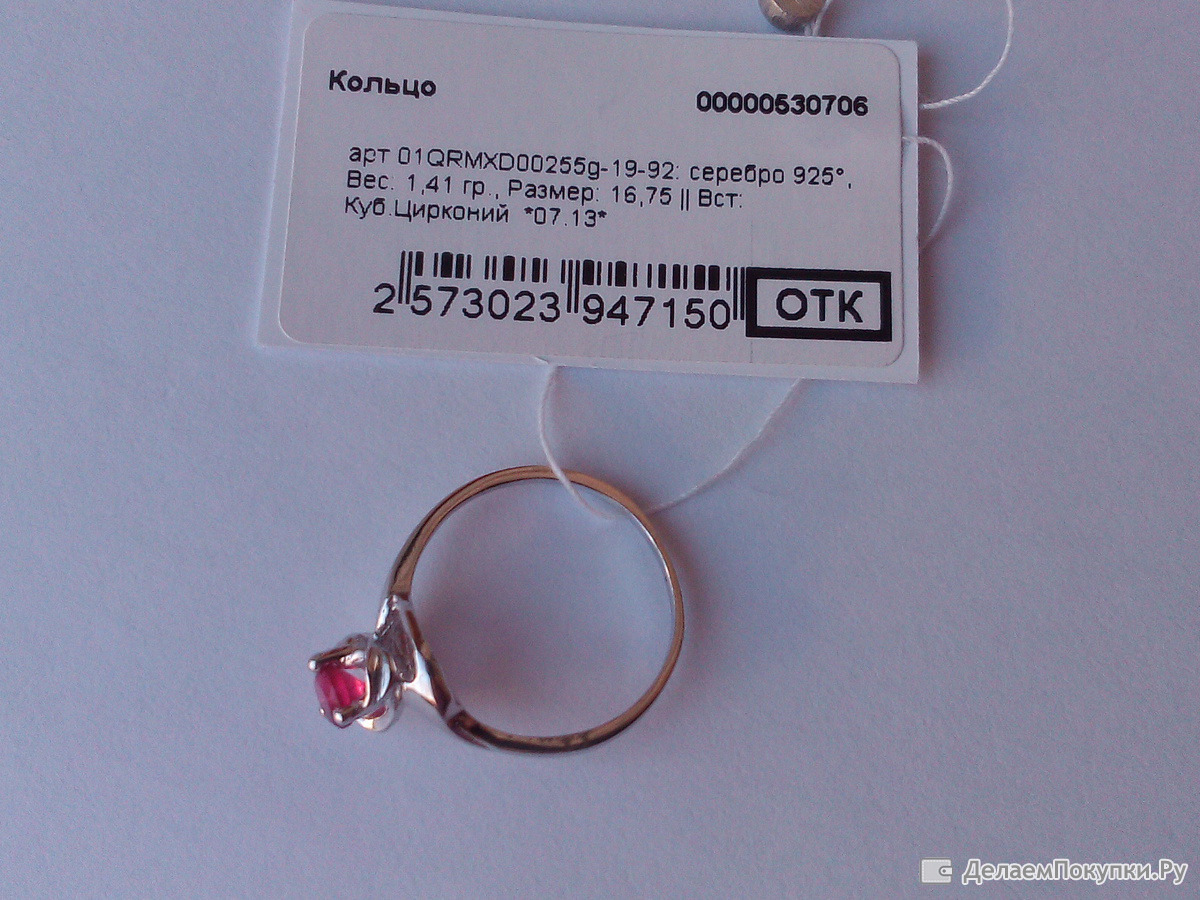 Кольцо
00000530706
арт 01QRMXD00255g-19-92: серебро 925°,
Вес: 1,41 гр., Размер: 16,75 || Вст:
Куб.Цирконий *07.13*
2 573023 947150
ОТК
ДелаемПокупки.Ру